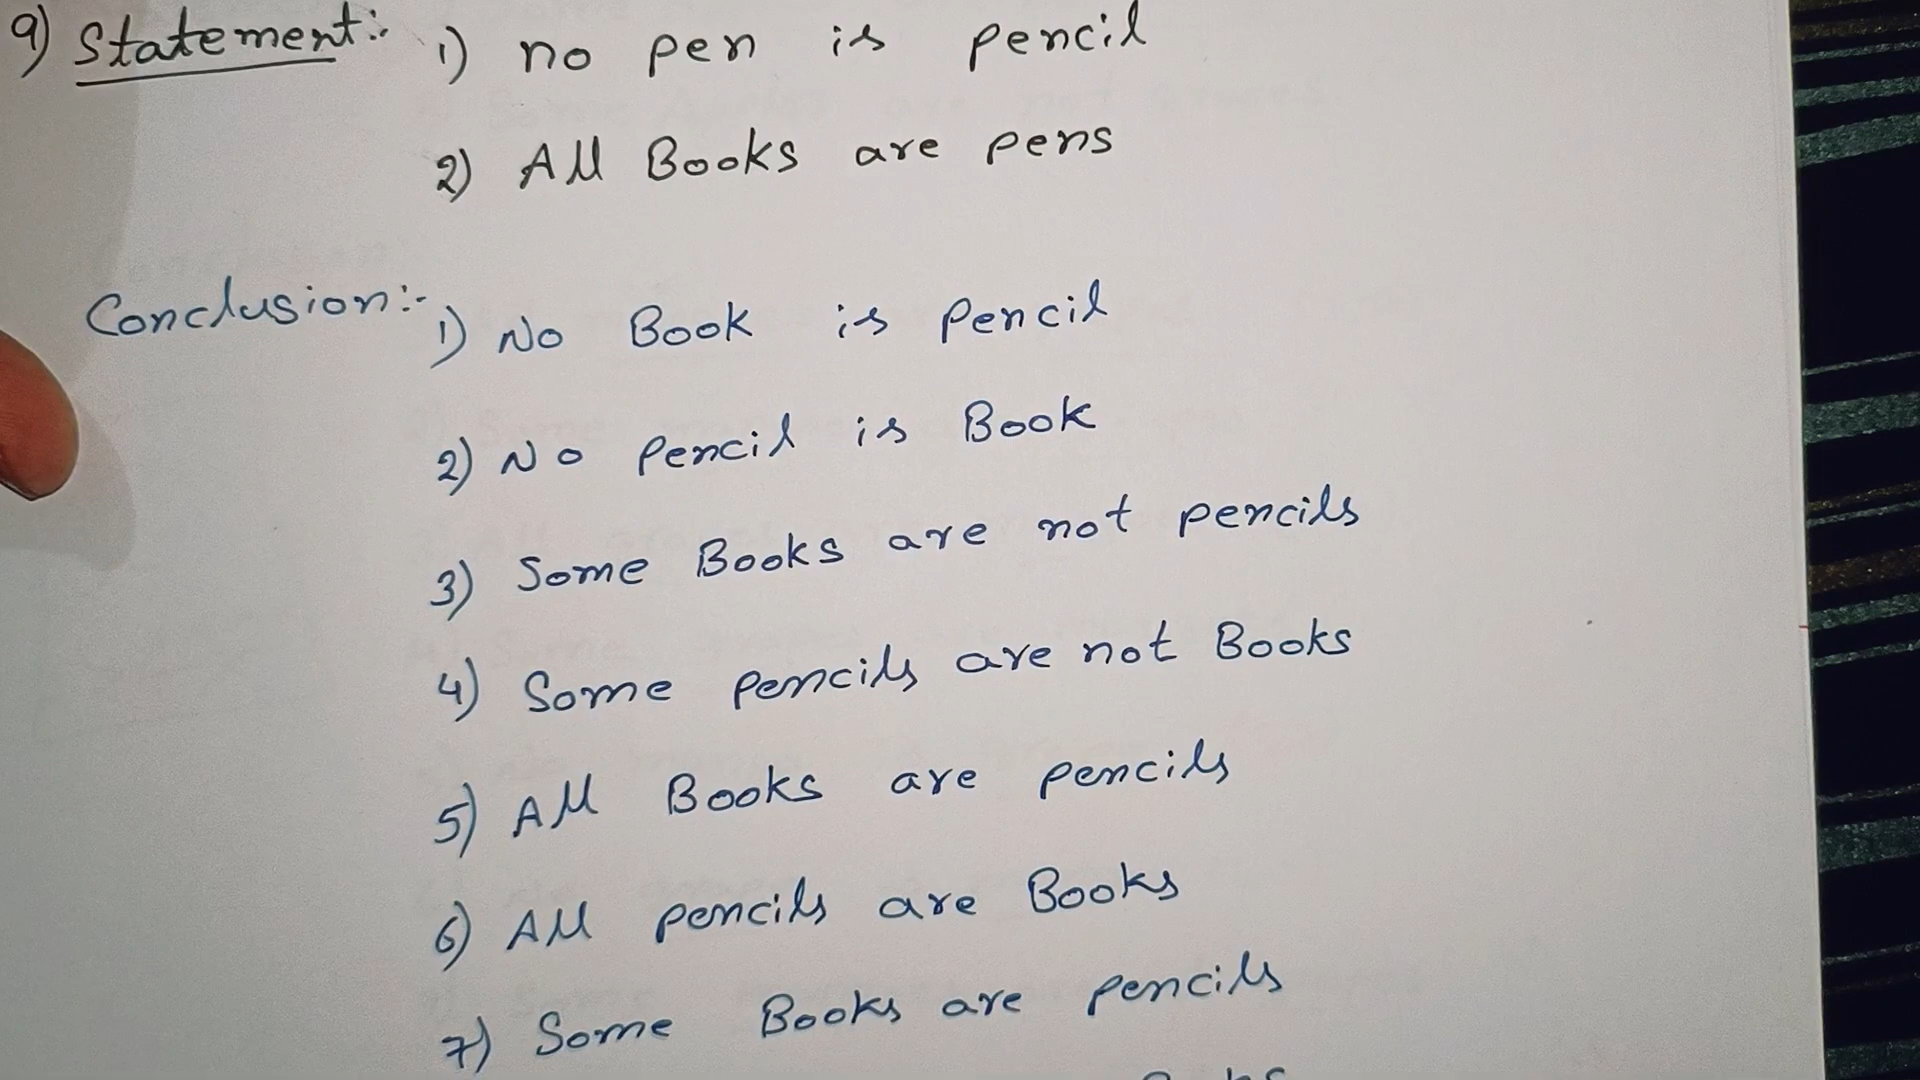 9) Statement:- 1) no pen is pencil
2) All Books are pens
Conclusion:- 1) No Book is Pencil
2) No Pencil is Book
3) Some Books are not pencils
4) Some pencils are not Books
5) All Books are pencils
6) All pencils are Books
7) Some Books are pencils